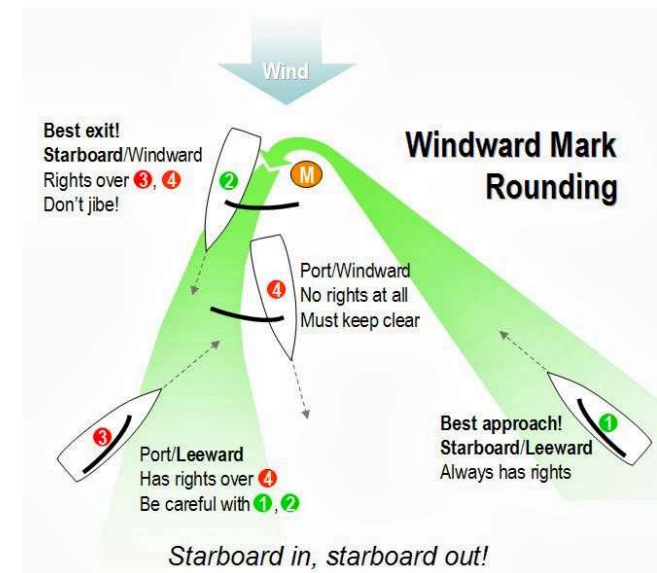 Wind
Windward Mark
Rounding
Best exit!
Starboard/Windward
Rights over 3, 4
Don't jibe!
2
M
4
Port/Windward
No rights at all
Must keep clear
3
Port/Leeward
Has rights over 4
Be careful with 1, 2
1
Best approach!
Starboard/Leeward
Always has rights
Starboard in, starboard out!